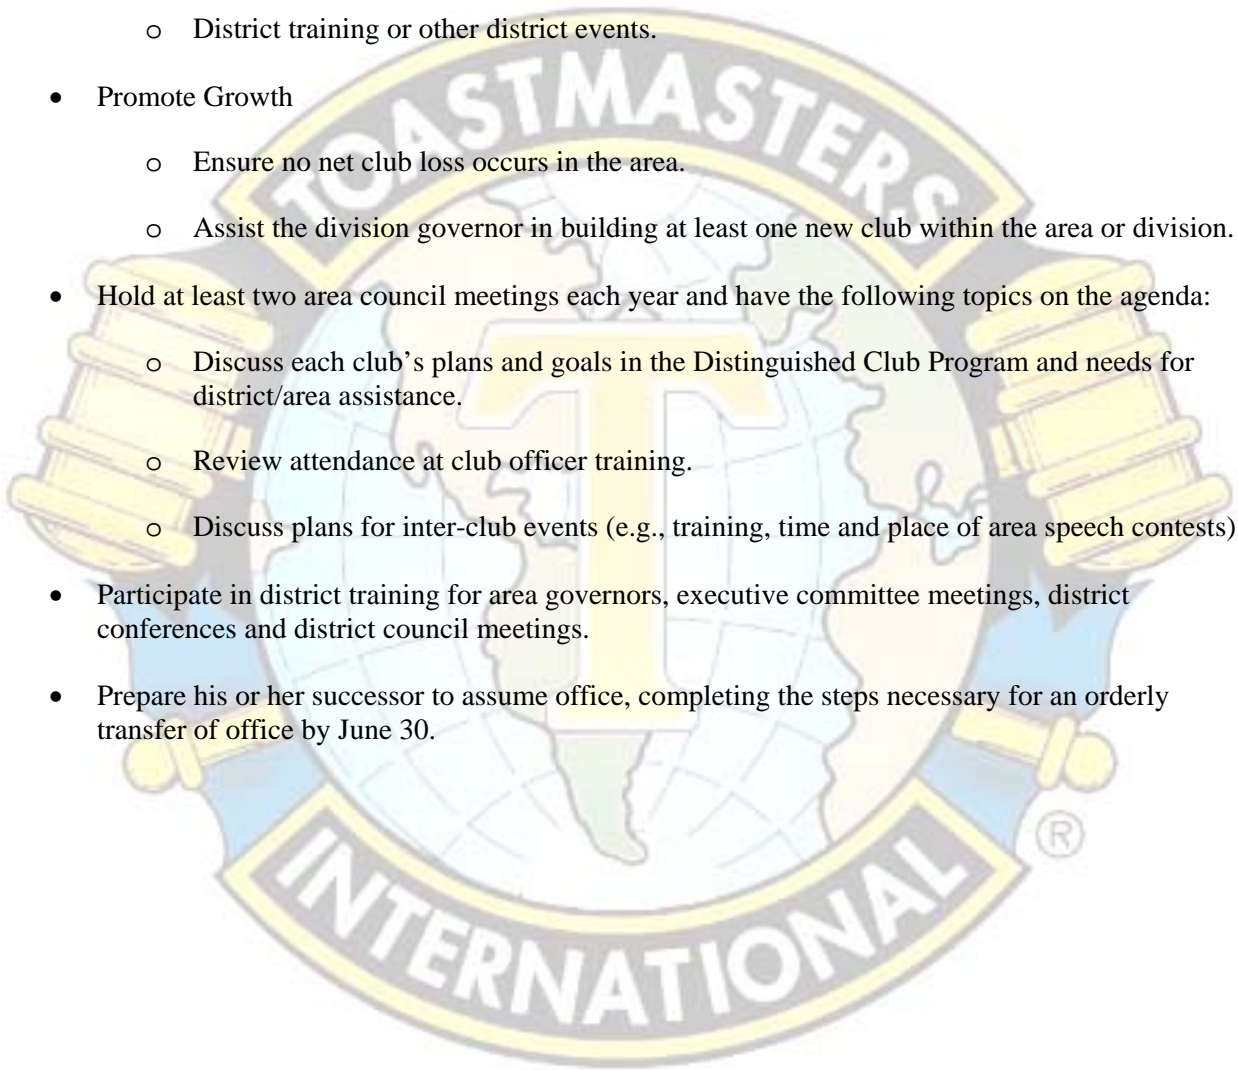 o District training or other district events.
• Promote Growth
o Ensure no net club loss occurs in the area.
o Assist the division governor in building at least one new club within the area or division.
• Hold at least two area council meetings each year and have the following topics on the agenda:
o Discuss each club’s plans and goals in the Distinguished Club Program and needs for
district/area assistance.
o Review attendance at club officer training.
o Discuss plans for inter-club events (e.g., training, time and place of area speech contests)
• Participate in district training for area governors, executive committee meetings, district
conferences and district council meetings.
• Prepare his or her successor to assume office, completing the steps necessary for an orderly
transfer of office by June 30.
TOASTMASTERS
T
INTERNATIONAL
®